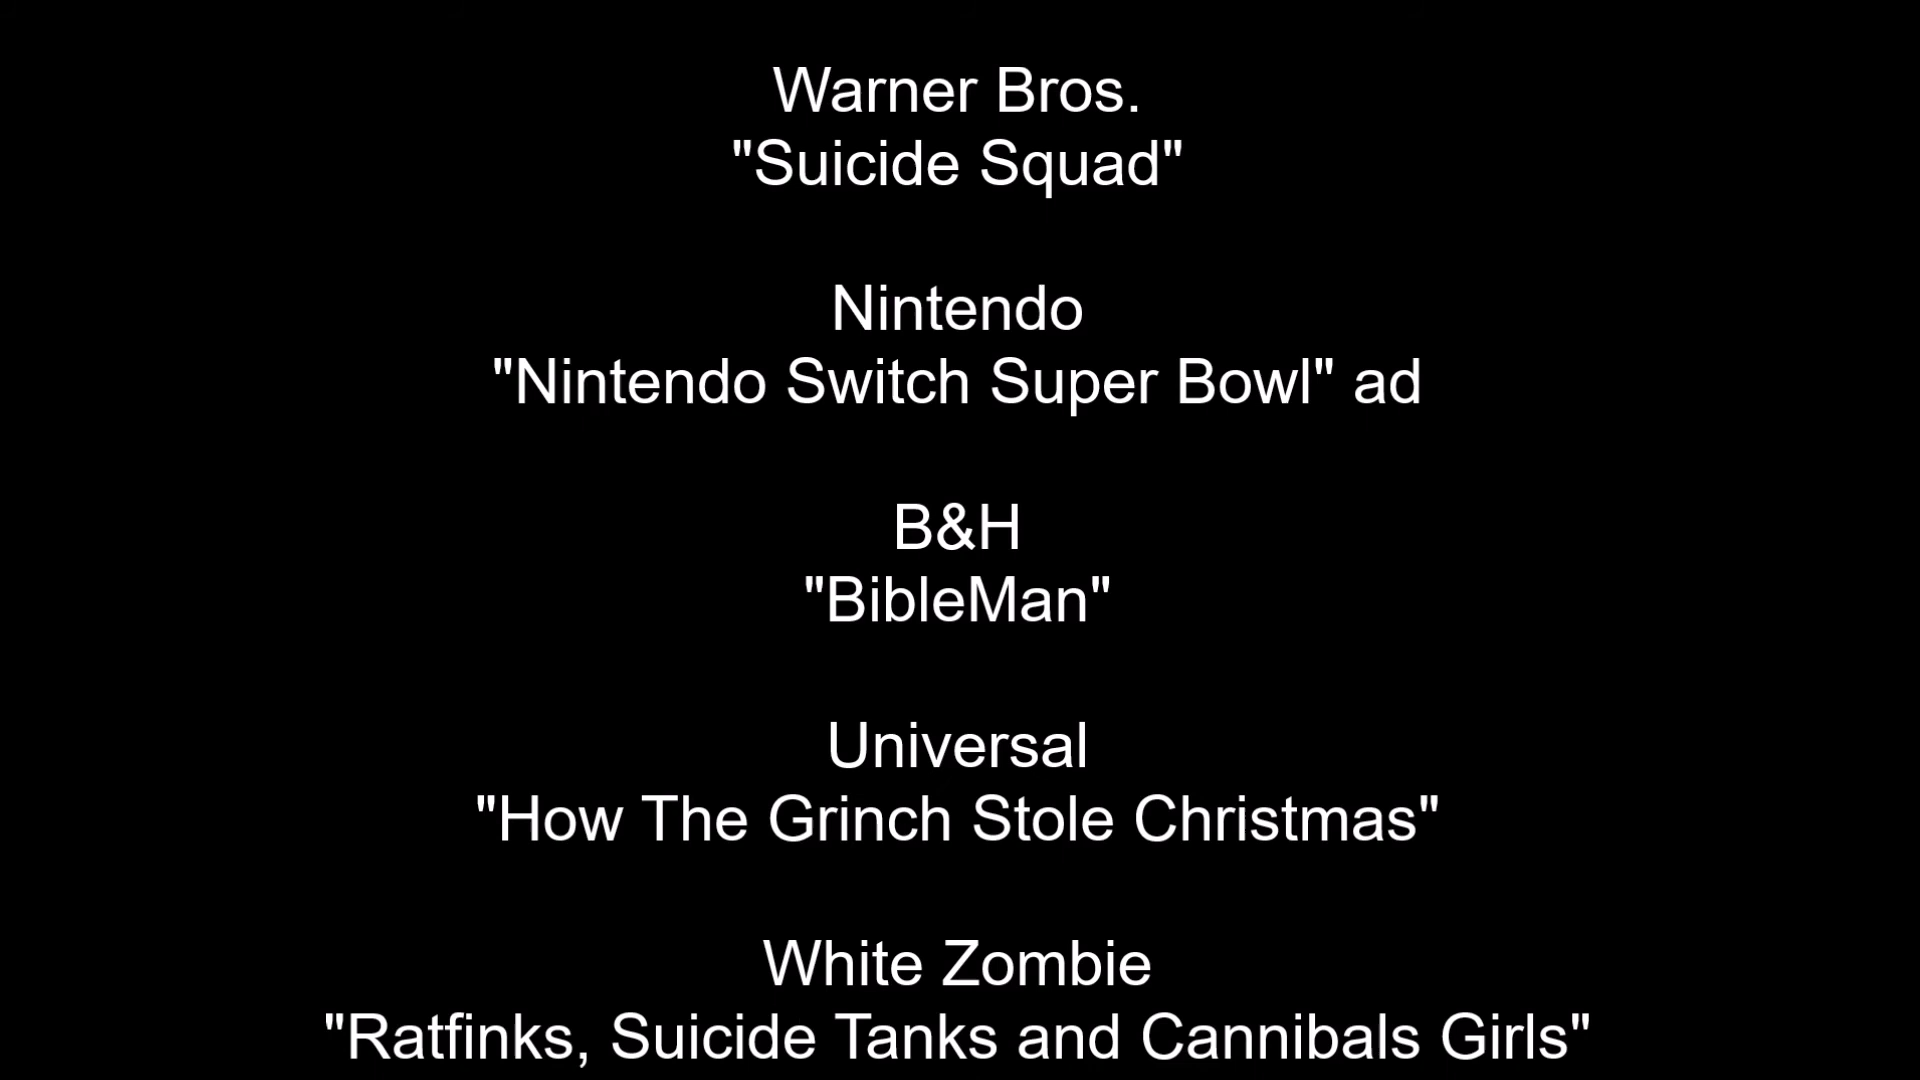 Warner Bros.
"Suicide Squad"
Nintendo
"Nintendo Switch Super Bowl" ad
B&H
"BibleMan"
Universal
"How The Grinch Stole Christmas"
White Zombie
"Ratfinks, Suicide Tanks and Cannibals Girls"